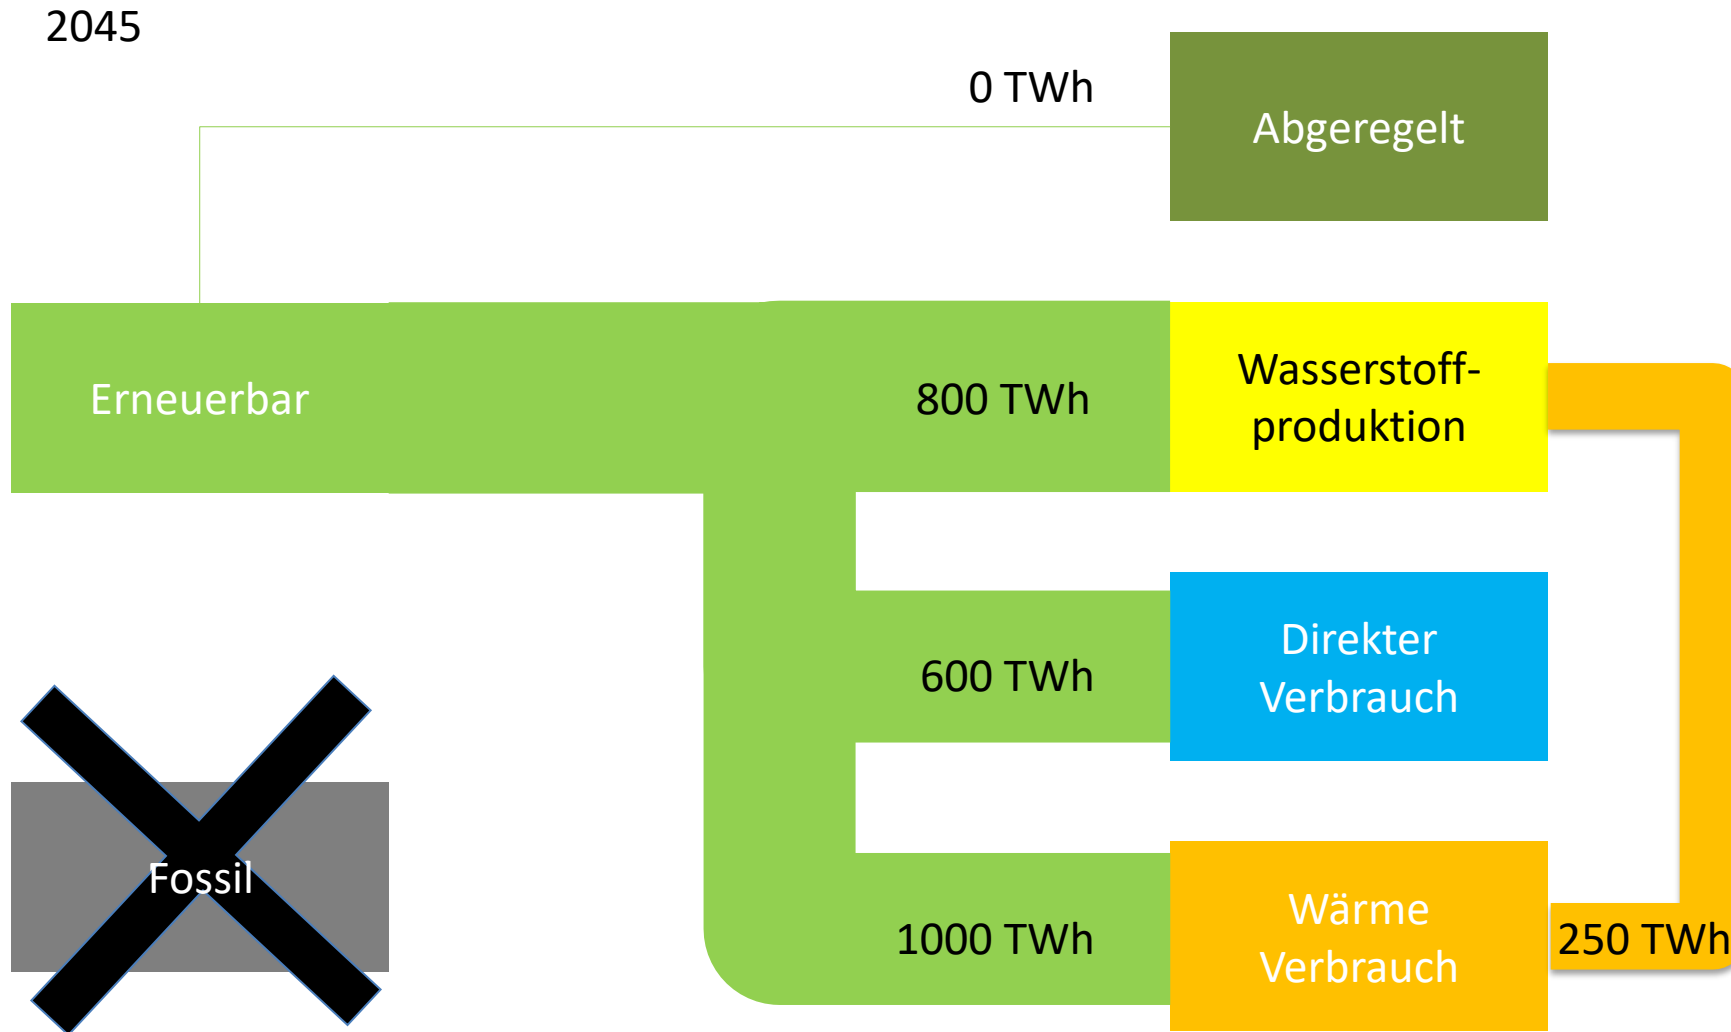 2045
0 TWh
Abgeregelt
Erneuerbar
800 TWh
Wasserstoff-
produktion
600 TWh
Direkter
Verbrauch
Fossil
1000 TWh
Wärme
Verbrauch
250 TWh